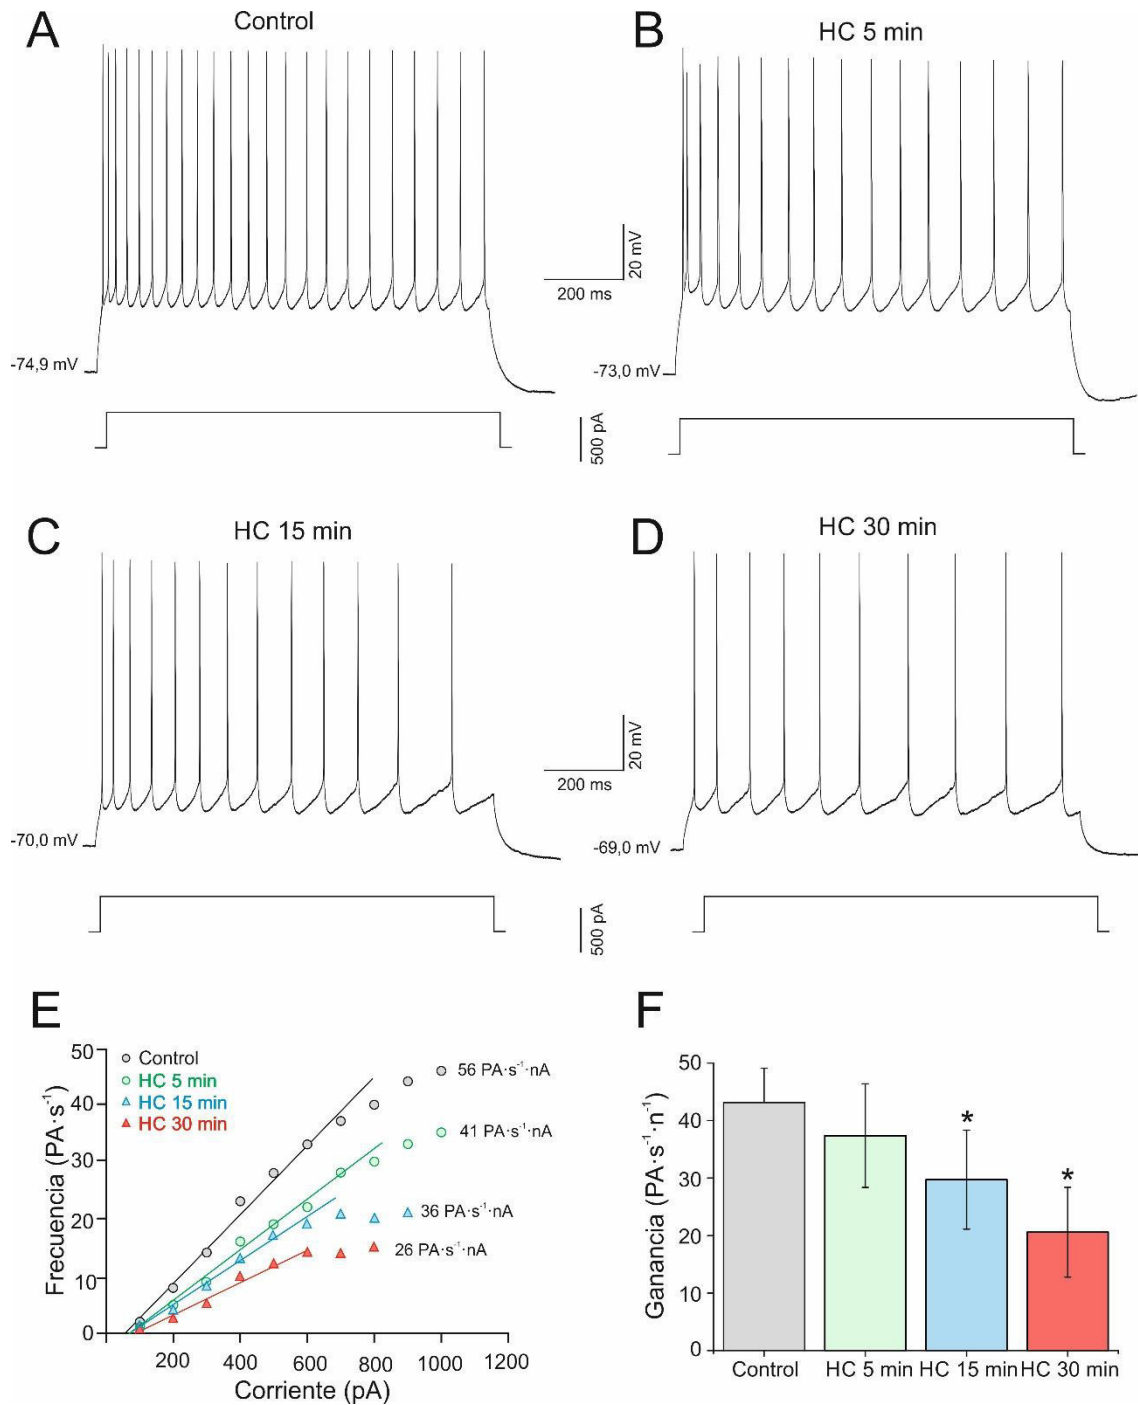 A
Control
B
HC 5 min
20 mV
200 ms
-74,9 mV
-73,0 mV
500 pA
C
HC 15 min
D
HC 30 min
20 mV
200 ms
-70,0 mV
-69,0 mV
500 pA
E
Frecuencia (PA·s⁻¹)
50
40
30
20
10
0
Control
HC 5 min
HC 15 min
HC 30 min
56 PA·s⁻¹·nA
41 PA·s⁻¹·nA
36 PA·s⁻¹·nA
26 PA·s⁻¹·nA
200 400 600 800 1000 1200
Corriente (pA)
F
Ganancia (PA·s⁻¹·n⁻¹)
50
40
30
20
10
0
*
*
Control HC 5 min HC 15 min HC 30 min